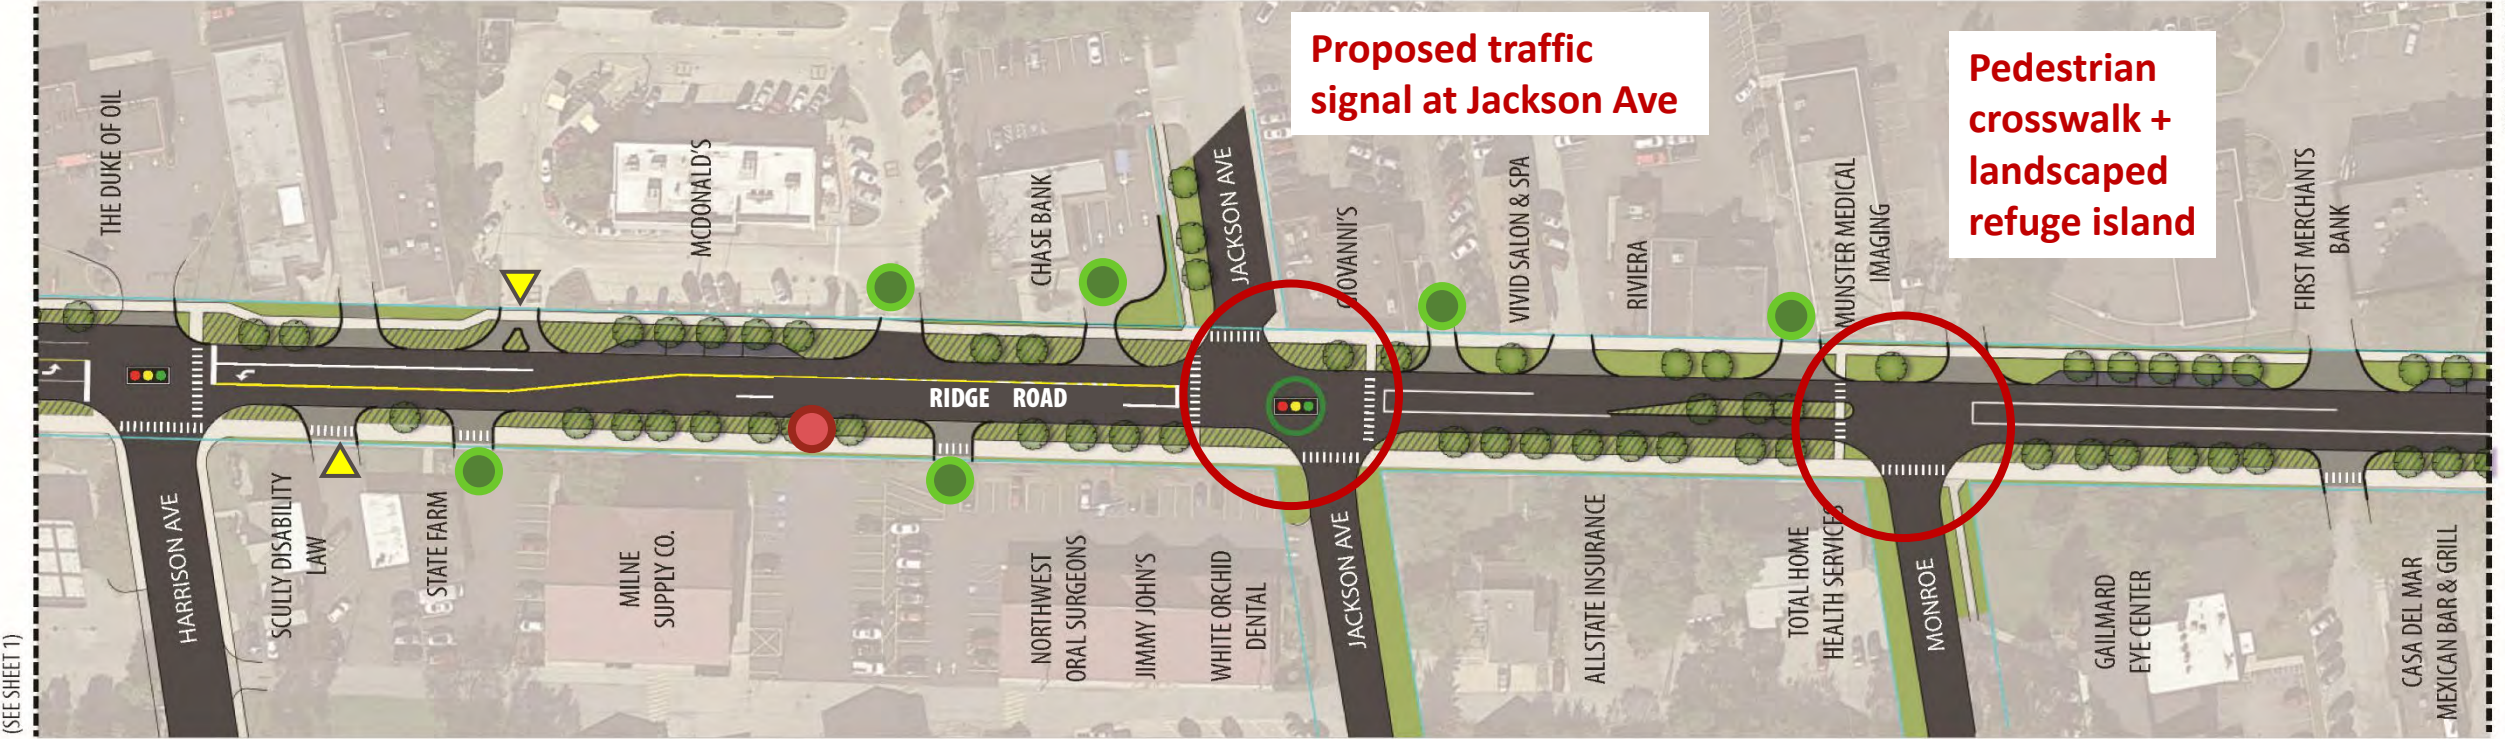 Proposed traffic
signal at Jackson Ave
Pedestrian
crosswalk +
landscaped
refuge island
THE DUKE OF OIL
MCDONALD'S
CHASE BANK
JACKSON AVE
GIOVANNI'S
VIVID SALON & SPA
RIVIERA
MUNSTER MEDICAL
IMAGING
FIRST MERCHANTS
BANK
RIDGE ROAD
HARRISON AVE
SCULLY DISABILITY
LAW
STATE FARM
MILNE
SUPPLY CO.
NORTHWEST
ORAL SURGEONS
JIMMY JOHN'S
WHITE ORCHID
DENTAL
JACKSON AVE
ALLSTATE INSURANCE
TOTAL HOME
HEALTH SERVICES
MONROE
GAILMARD
EYE CENTER
CASA DEL MAR
MEXICAN BAR & GRILL
(SEE SHEET 1)